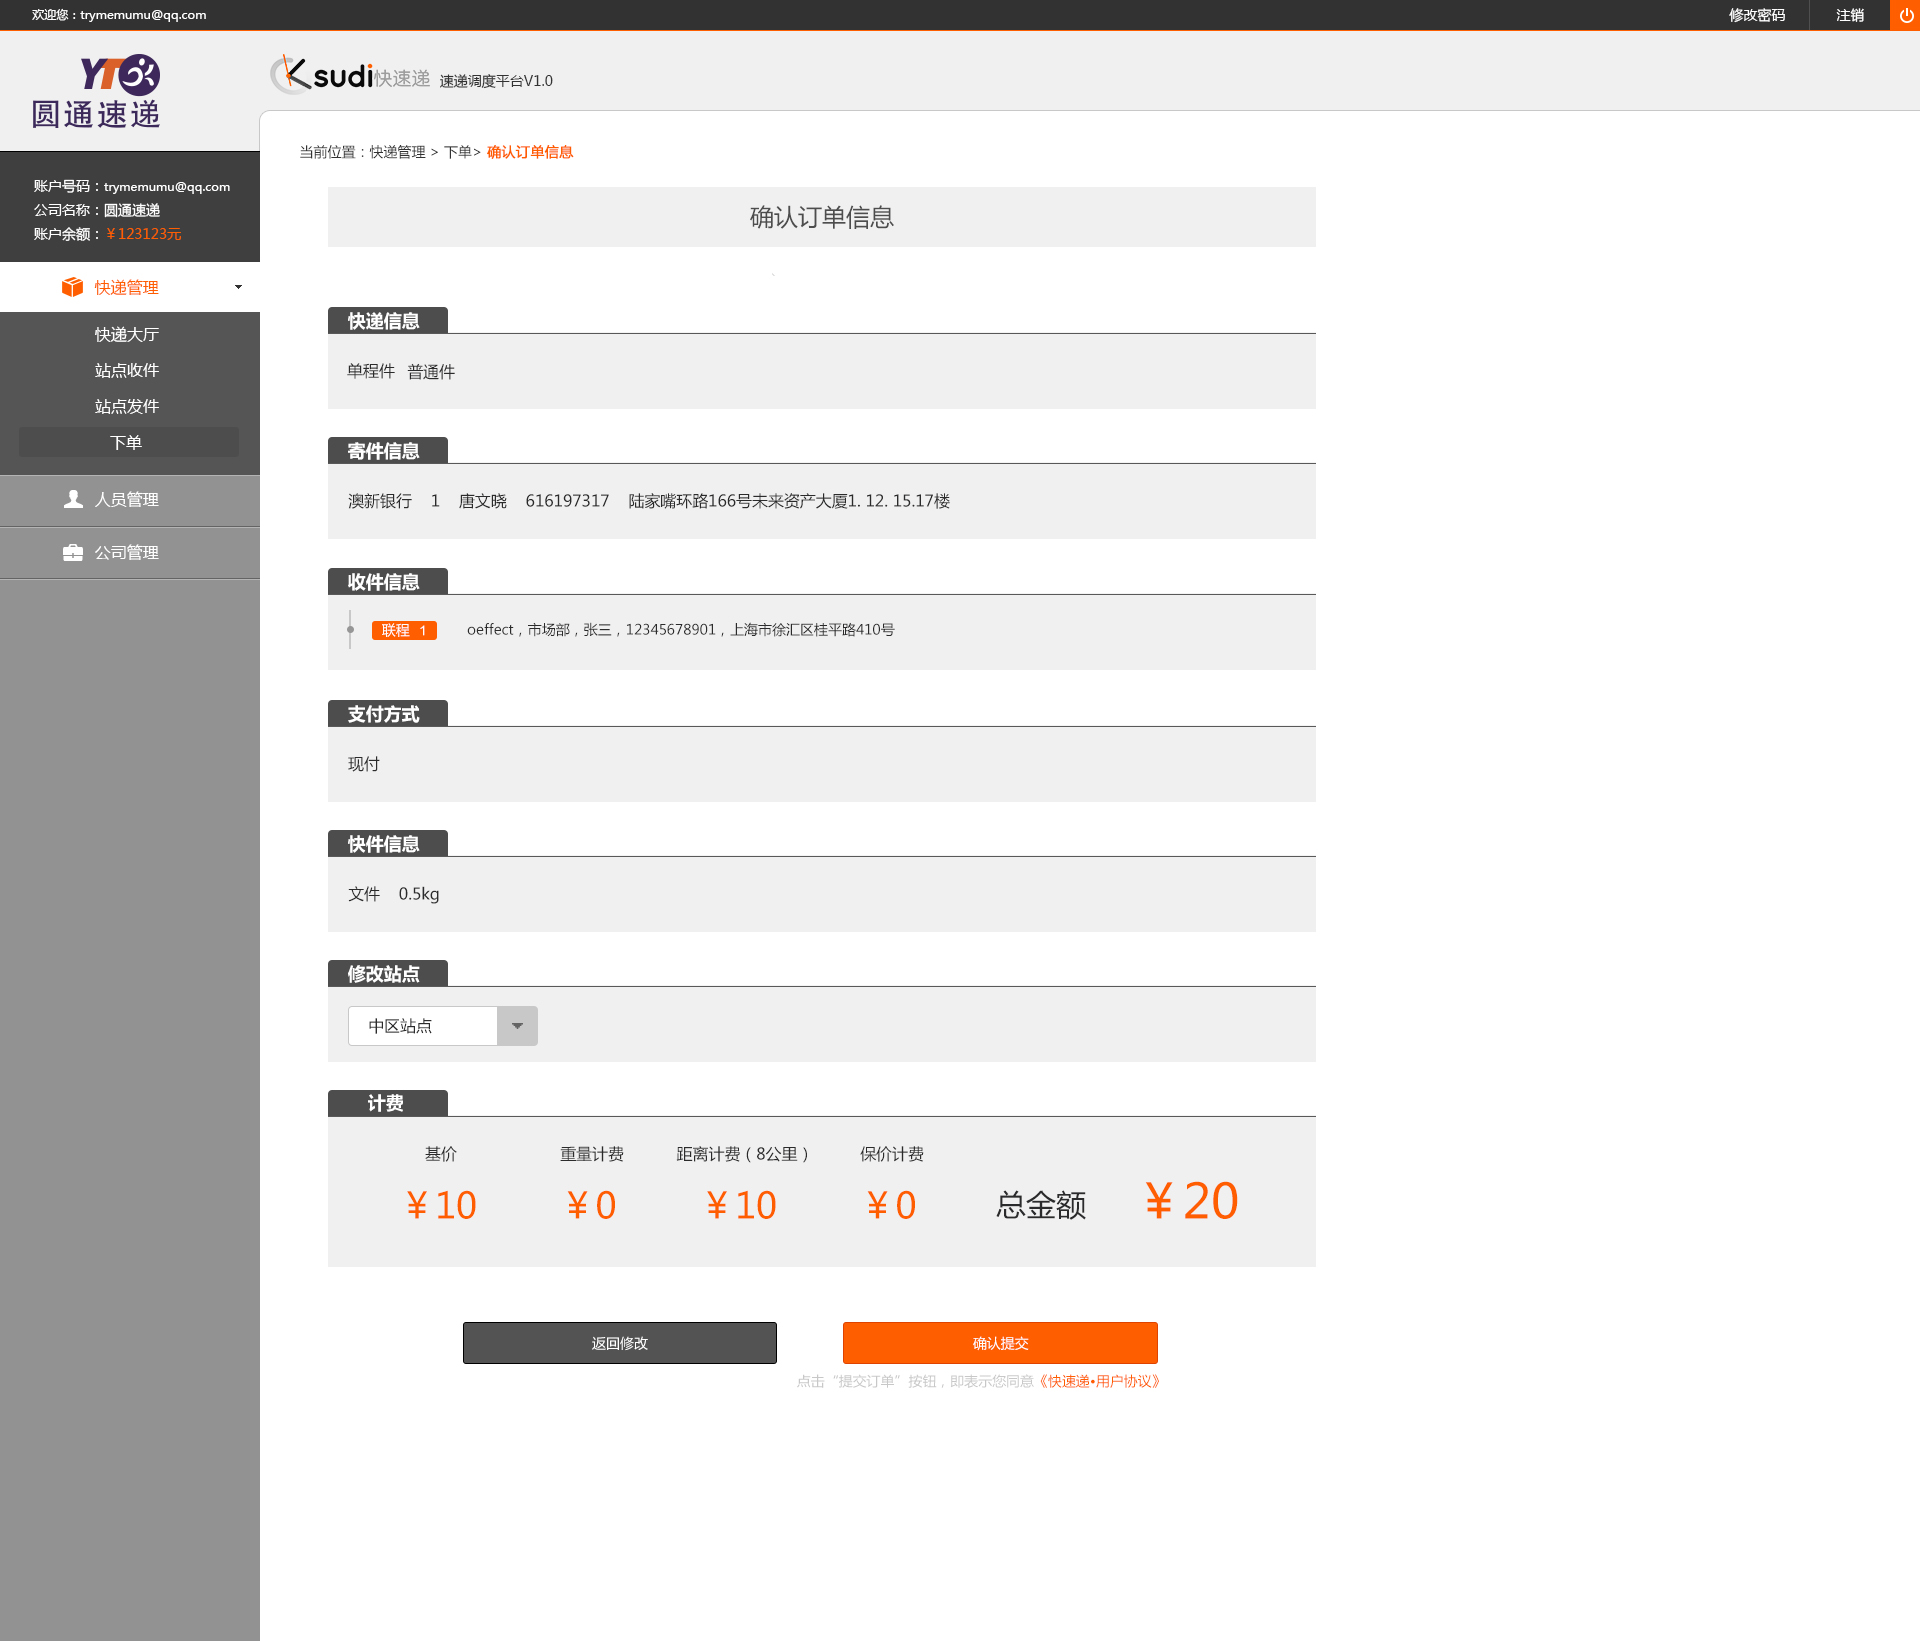 欢迎您：trymemumu@qq.com
修改密码 注销
YTO
圆通速递
ksudi快速递 速递调度平台V1.0
当前位置：快递管理 > 下单> 确认订单信息
账户号码：trymemumu@qq.com
公司名称：圆通速递
账户余额：￥123123元
快递管理
快递大厅
站点收件
站点发件
下单
人员管理
公司管理
确认订单信息
快递信息
单程件 普通件
寄件信息
澳新银行 1 唐文晓 616197317 陆家嘴环路166号未来资产大厦1. 12. 15.17楼
收件信息
联程 1 oeffect，市场部，张三，12345678901，上海市徐汇区桂平路410号
支付方式
现付
快件信息
文件 0.5kg
修改站点
中区站点
计费
基价 重量计费 距离计费（8公里） 保价计费
￥10 ￥0 ￥10 ￥0 总金额 ￥20
返回修改 确认提交
点击“提交订单”按钮，即表示您同意《快速递•用户协议》